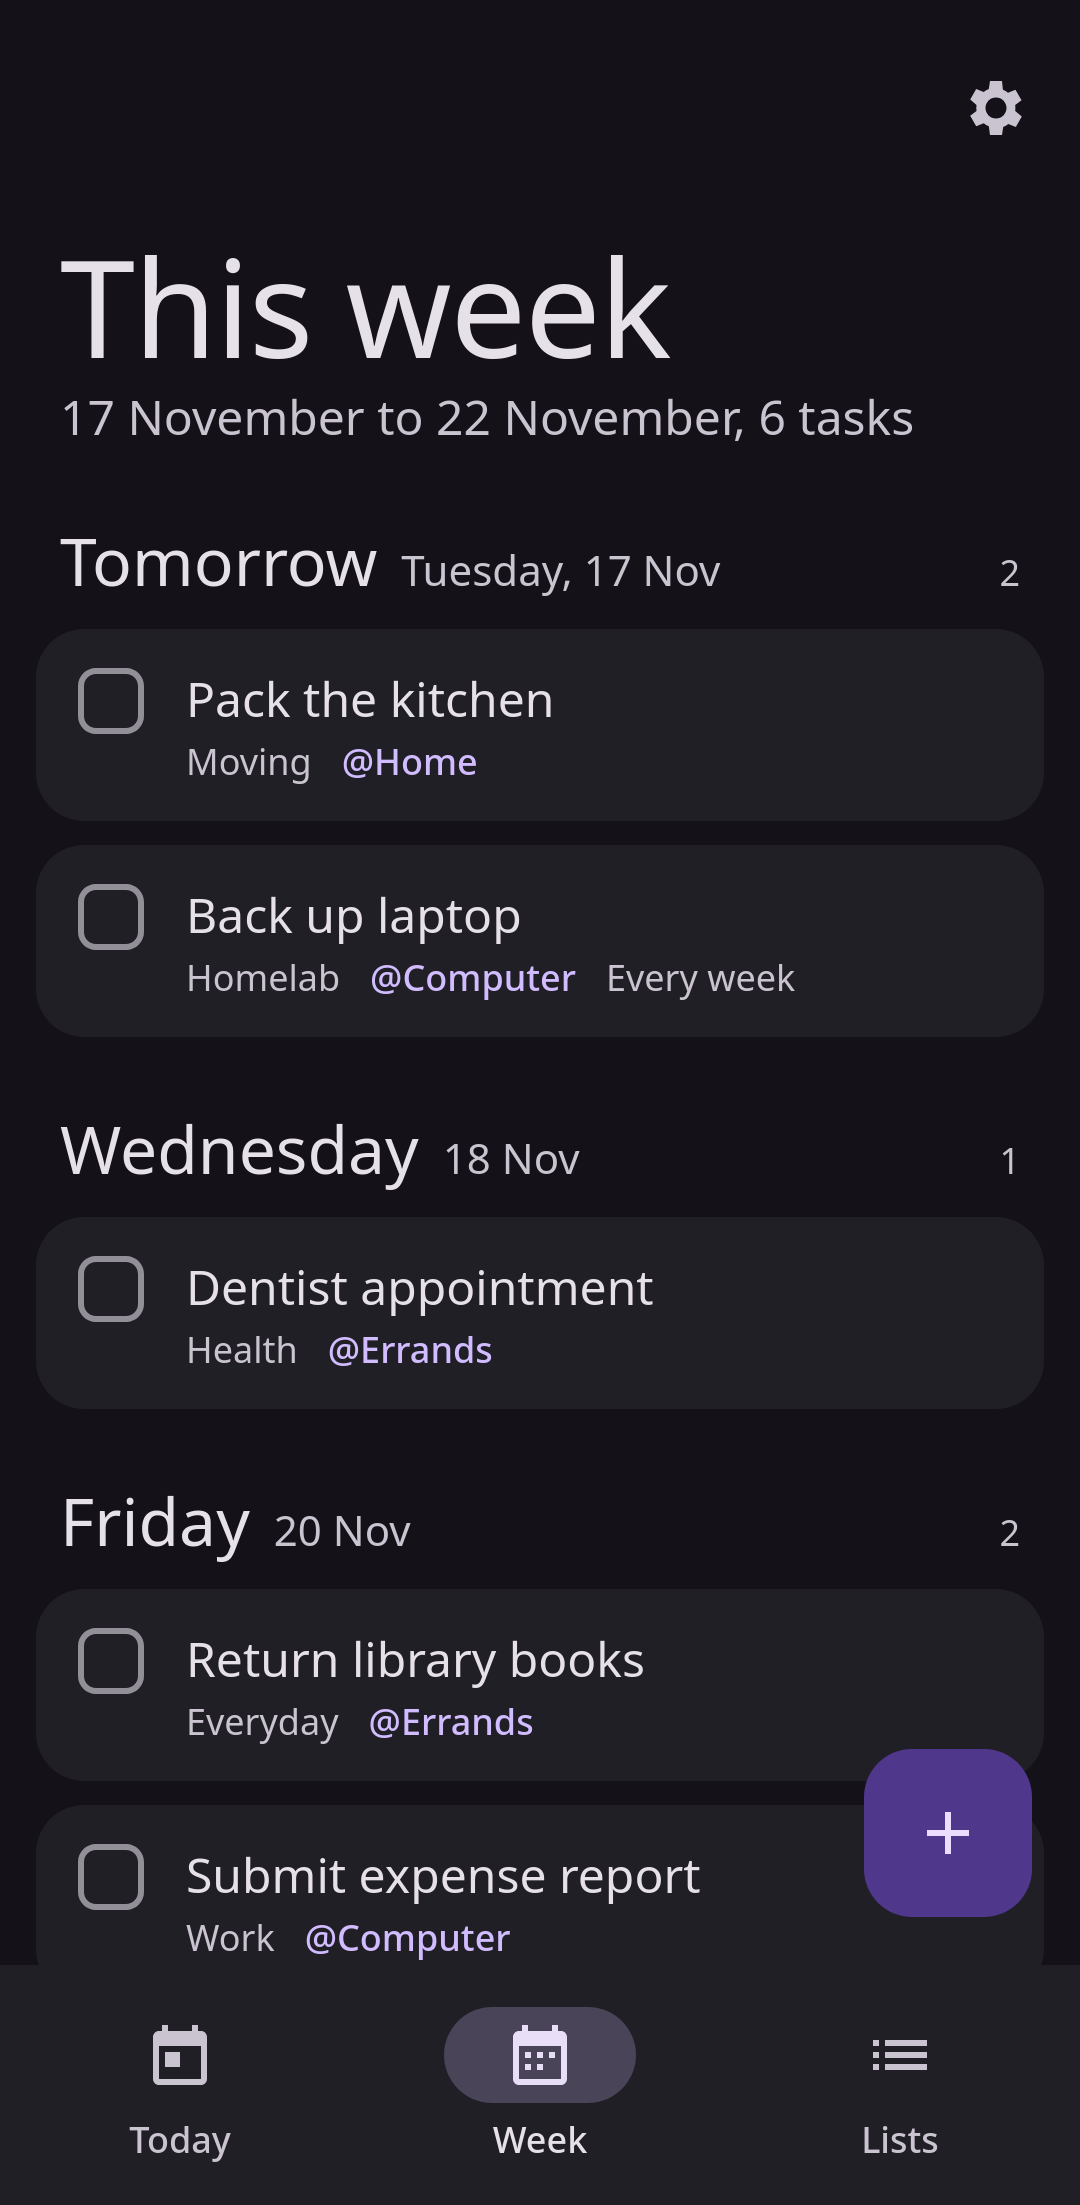 This week
17 November to 22 November, 6 tasks
Tomorrow Tuesday, 17 Nov 2
Pack the kitchen
Moving @Home
Back up laptop
Homelab @Computer Every week
Wednesday 18 Nov 1
Dentist appointment
Health @Errands
Friday 20 Nov 2
Return library books
Everyday @Errands
Submit expense report
Work @Computer
Today Week Lists